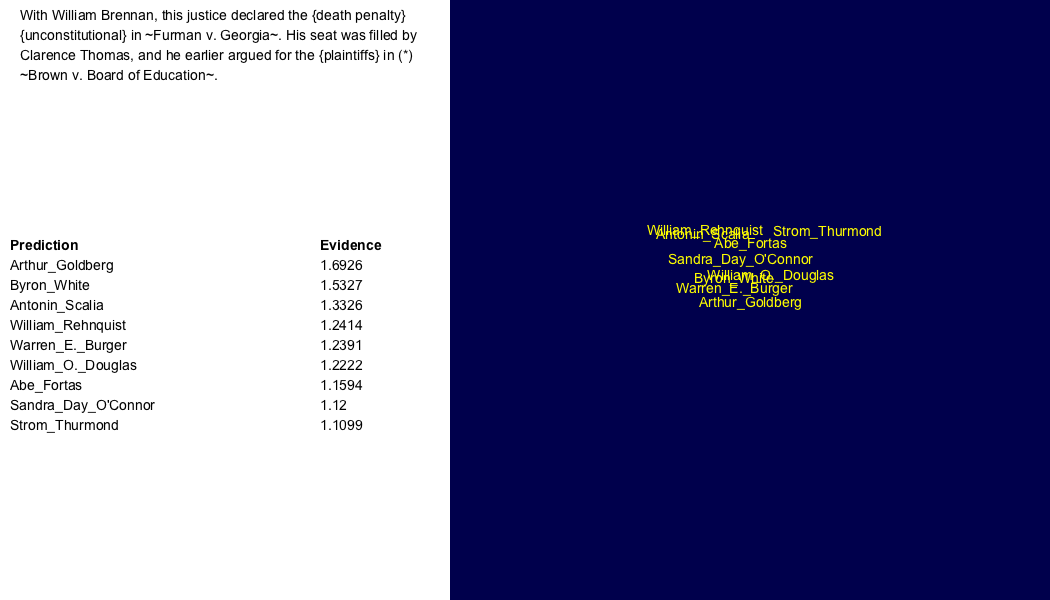 With William Brennan, this justice declared the {death penalty}
{unconstitutional} in ~Furman v. Georgia~. His seat was filled by
Clarence Thomas, and he earlier argued for the {plaintiffs} in (*)
~Brown v. Board of Education~.
Prediction Evidence
Arthur_Goldberg 1.6926
Byron_White 1.5327
Antonin_Scalia 1.3326
William_Rehnquist 1.2414
Warren_E._Burger 1.2391
William_O._Douglas 1.2222
Abe_Fortas 1.1594
Sandra_Day_O'Connor 1.12
Strom_Thurmond 1.1099
William_Rehnquist Strom_Thurmond
Antonin_Scalia
Abe_Fortas
Sandra_Day_O'Connor
William_O._Douglas
Byron_White
Warren_E._Burger
Arthur_Goldberg